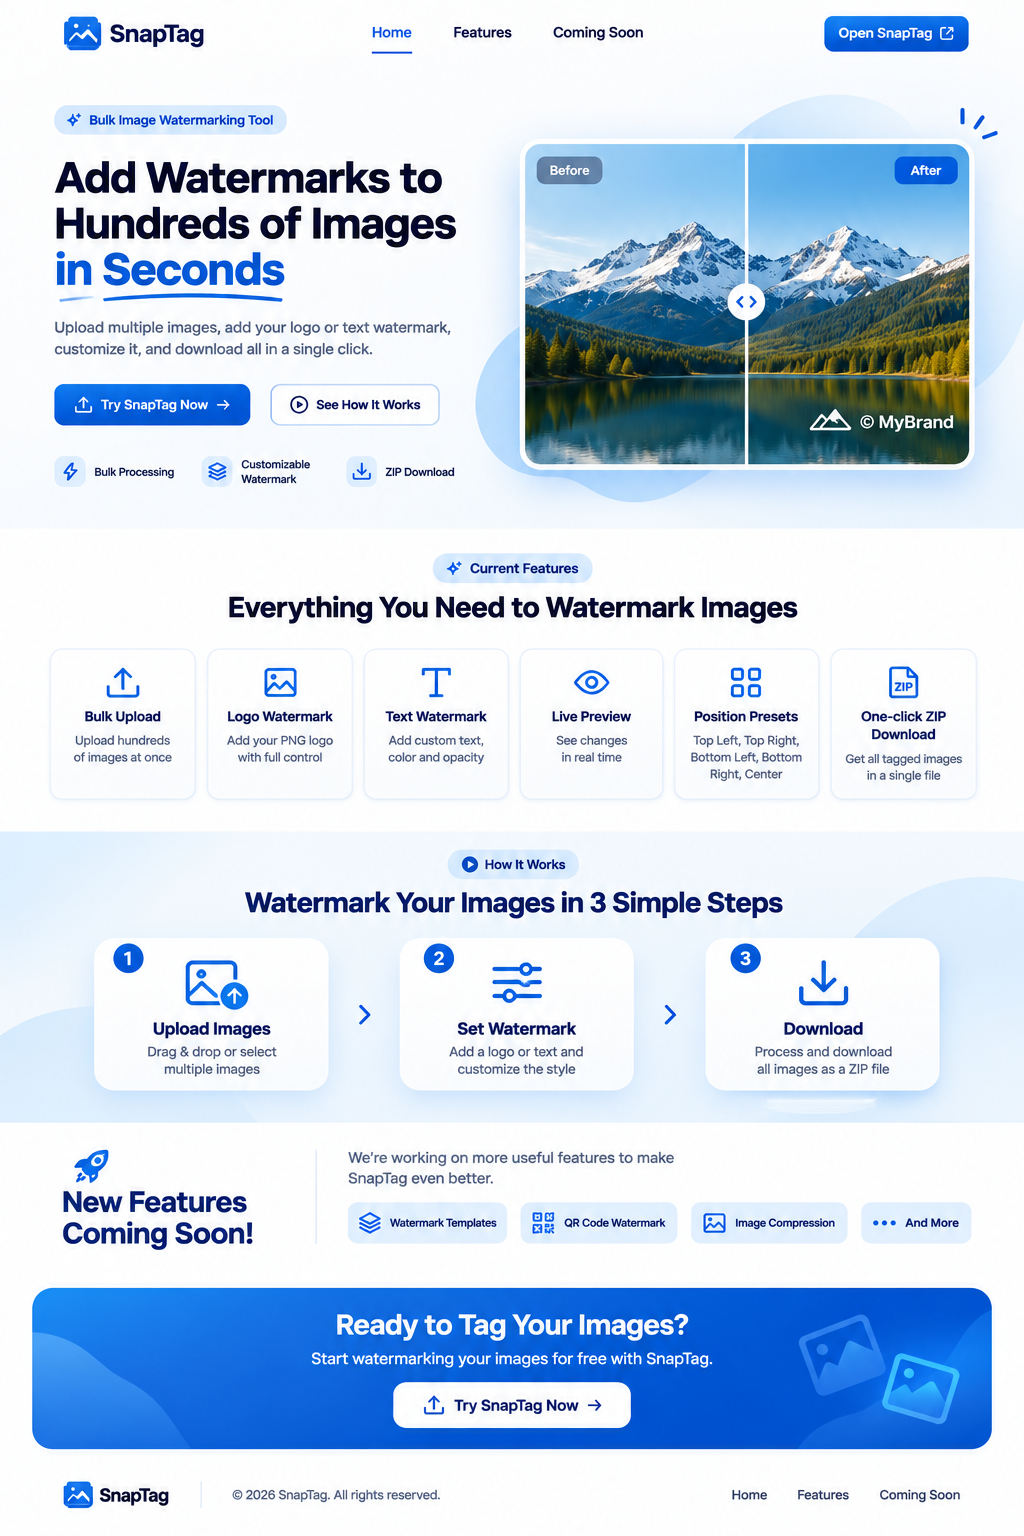 SnapTag
Home
Features
Coming Soon
Open SnapTag
Bulk Image Watermarking Tool
Add Watermarks to
Hundreds of Images
in Seconds
Upload multiple images, add your logo or text watermark,
customize it, and download all in a single click.
Try SnapTag Now
See How It Works
Bulk Processing
Customizable
Watermark
ZIP Download
Before
After
© MyBrand
Current Features
Everything You Need to Watermark Images
Bulk Upload
Upload hundreds
of images at once
Logo Watermark
Add your PNG logo
with full control
Text Watermark
Add custom text,
color and opacity
Live Preview
See changes
in real time
Position Presets
Top Left, Top Right,
Bottom Left, Bottom
Right, Center
ZIP
One-click ZIP
Download
Get all tagged images
in a single file
How It Works
Watermark Your Images in 3 Simple Steps
1
Upload Images
Drag & drop or select
multiple images
2
Set Watermark
Add a logo or text and
customize the style
3
Download
Process and download
all images as a ZIP file
New Features
Coming Soon!
We're working on more useful features to make
SnapTag even better.
Watermark Templates
QR Code Watermark
Image Compression
And More
Ready to Tag Your Images?
Start watermarking your images for free with SnapTag.
Try SnapTag Now
SnapTag
© 2026 SnapTag. All rights reserved.
Home
Features
Coming Soon